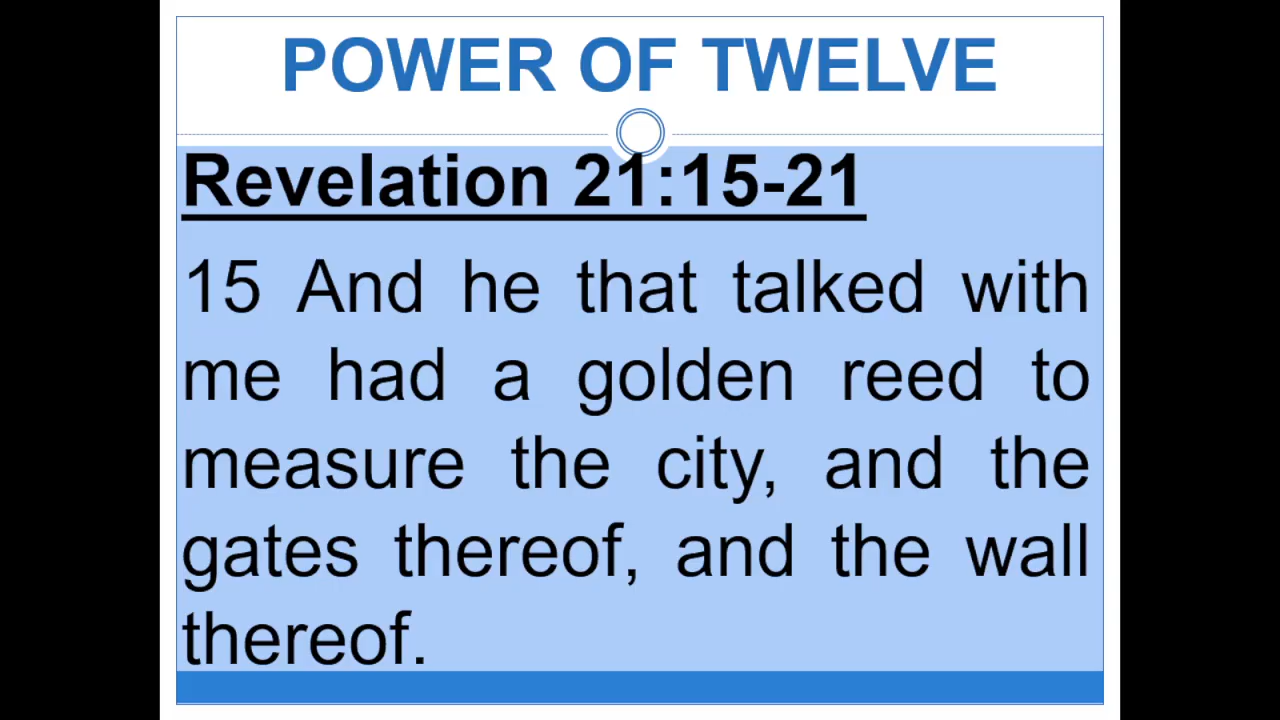 POWER OF TWELVE
Revelation 21:15-21
15 And he that talked with
me had a golden reed to
measure the city, and the
gates thereof, and the wall
thereof.